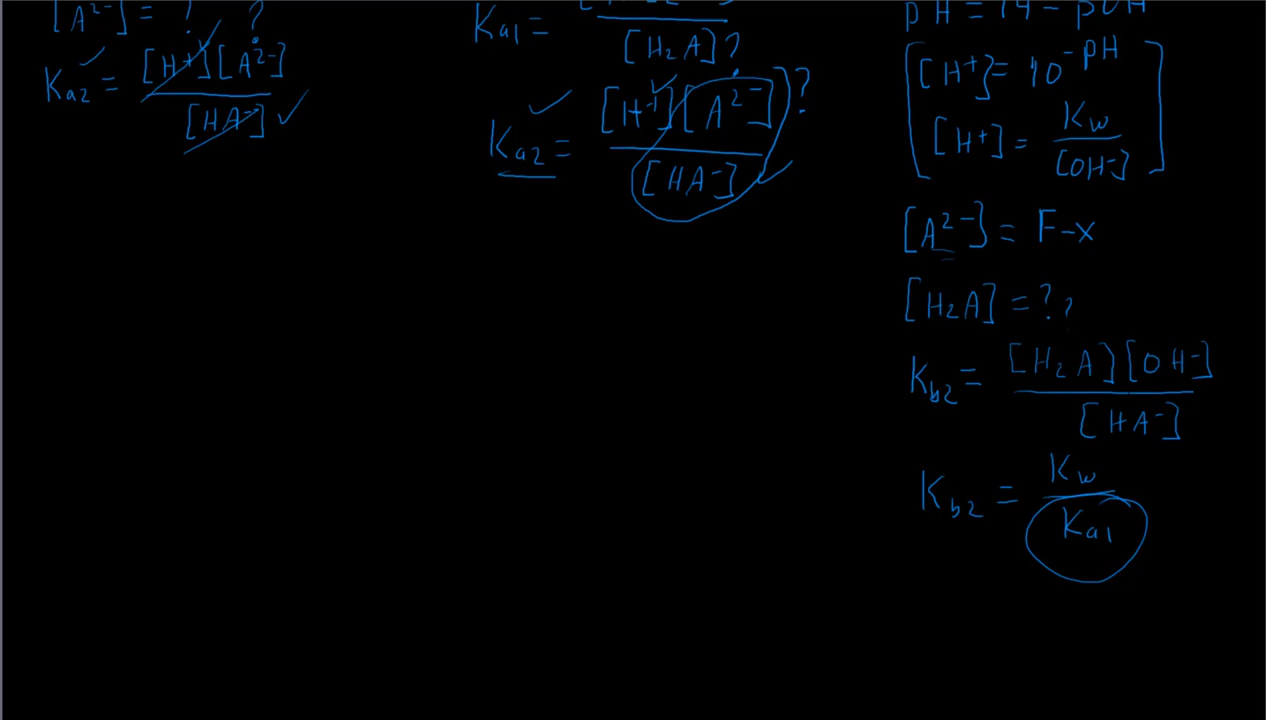 [A²⁻] = ? ?
Ka2 = [H+][A²⁻]
[HA⁻]
Ka1 =
[H2A] ?
Ka2 = [H+][A²⁻] ?
[HA⁻]
pH = 14 - pOH
[H+] = 10^-pH
[H+] = Kw
[OH⁻]
[A²⁻] = F-x
[H2A] = ??
Kb2 = [H2A][OH⁻]
[HA⁻]
Kb2 = Kw
Ka1